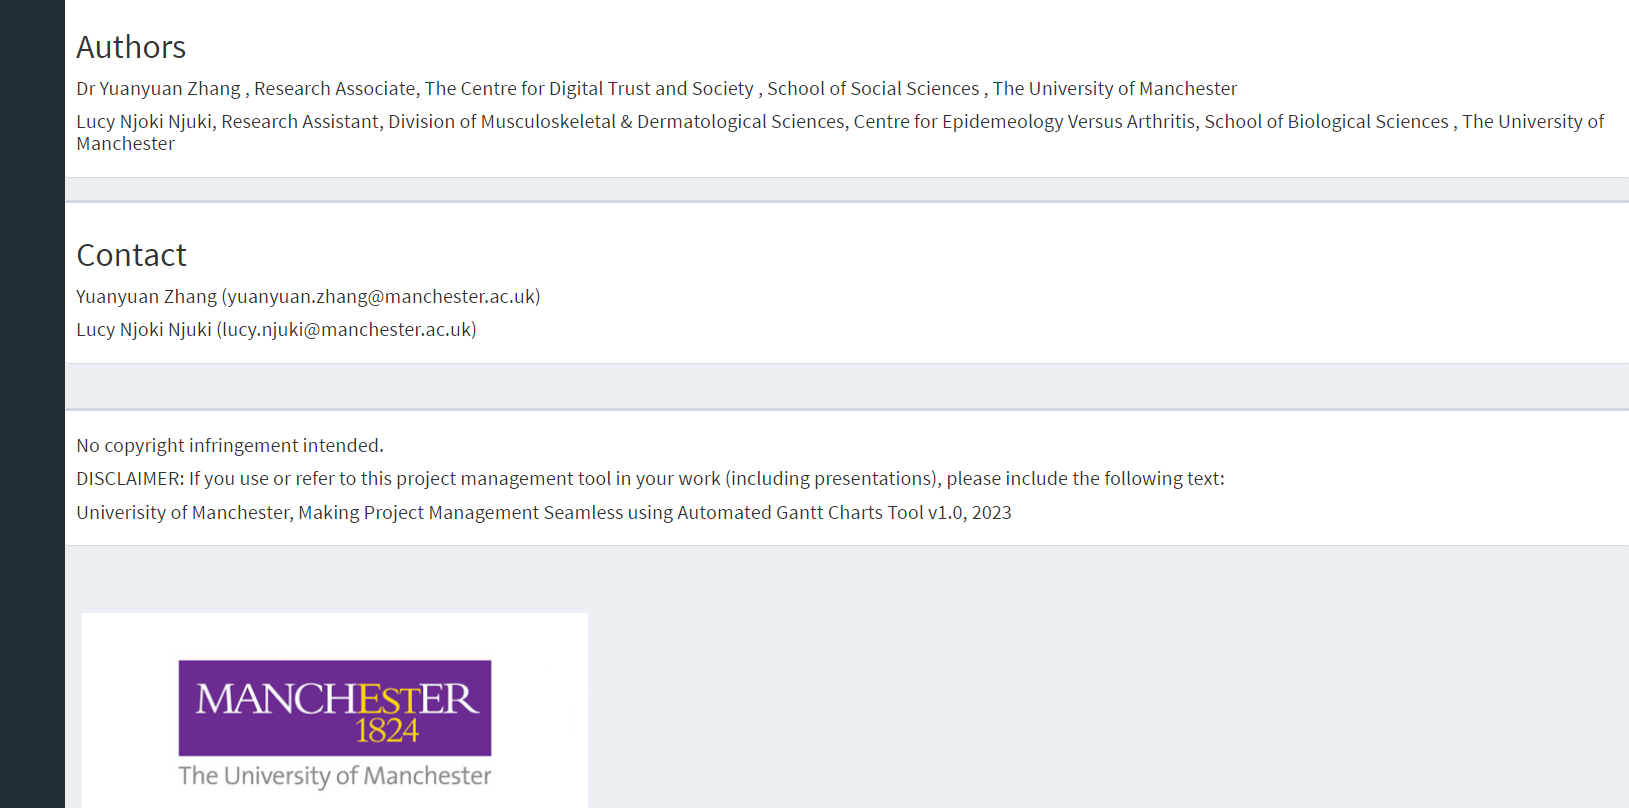 Authors
Dr Yuanyuan Zhang , Research Associate, The Centre for Digital Trust and Society , School of Social Sciences , The University of Manchester
Lucy Njoki Njuki, Research Assistant, Division of Musculoskeletal & Dermatological Sciences, Centre for Epidemeology Versus Arthritis, School of Biological Sciences , The University of
Manchester
Contact
Yuanyuan Zhang (yuanyuan.zhang@manchester.ac.uk)
Lucy Njoki Njuki (lucy.njuki@manchester.ac.uk)
No copyright infringement intended.
DISCLAIMER: If you use or refer to this project management tool in your work (including presentations), please include the following text:
Univerisity of Manchester, Making Project Management Seamless using Automated Gantt Charts Tool v1.0, 2023
MANCHESTER
1824
The University of Manchester